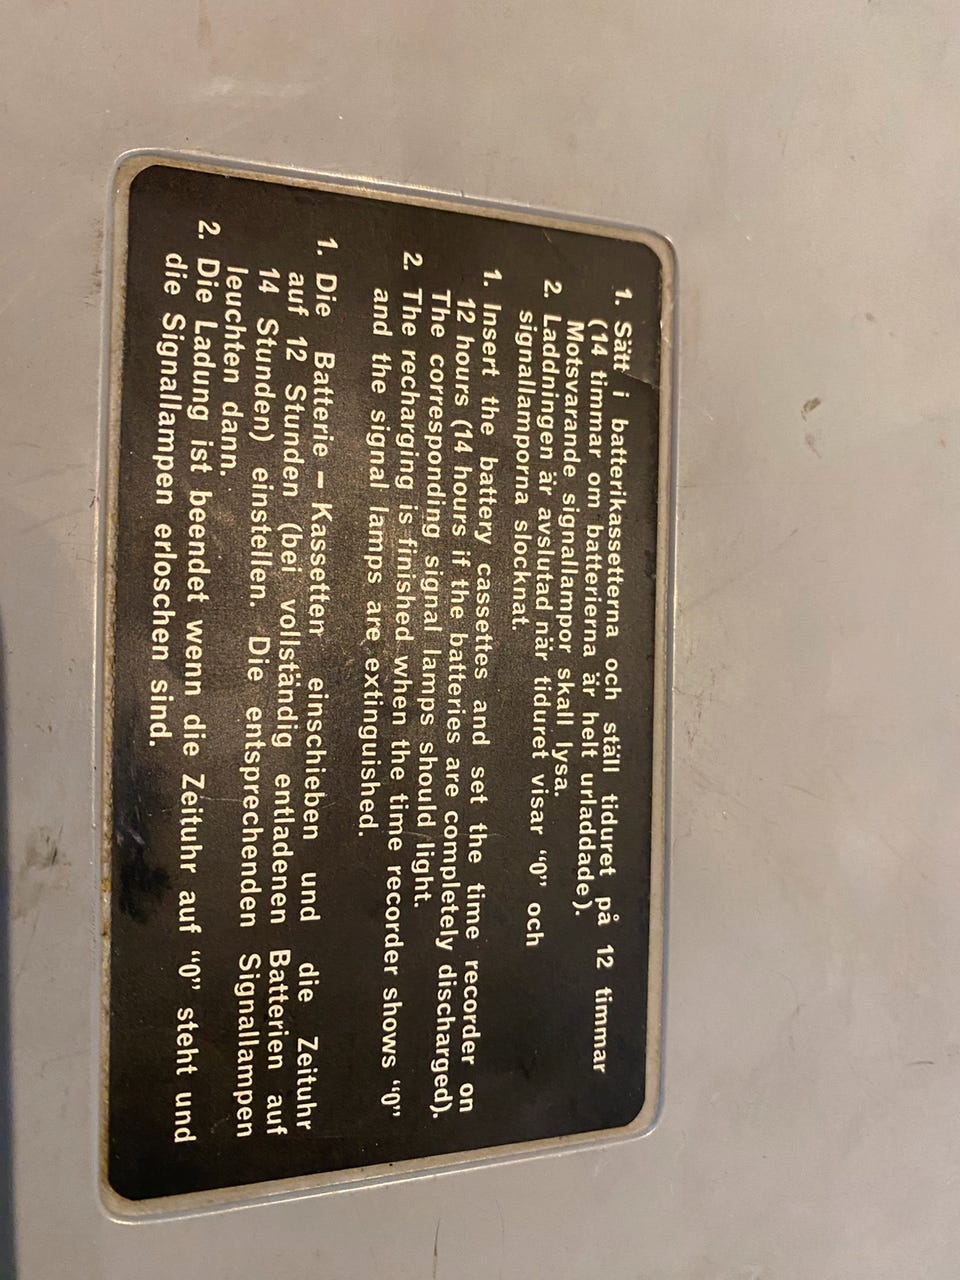 1. Sätt i batterikassetterna och ställ tiduret på 12 timmar
(14 timmar om batterierna är helt urladdade).
Motsvarande signallampor skall lysa.
2. Laddningen är avslutad när tiduret visar “0” och
signallamporna slocknat.
1. Insert the battery cassettes and set the time recorder on
12 hours (14 hours if the batteries are completely discharged).
The corresponding signal lamps should light.
2. The recharging is finished when the time recorder shows “0”
and the signal lamps are extinguished.
1. Die Batterie – Kassetten einschieben und die Zeituhr
auf 12 Stunden (bei vollständig entladenen Batterien auf
14 Stunden) einstellen. Die entsprechenden Signallampen
leuchten dann.
2. Die Ladung ist beendet wenn die Zeituhr auf “0” steht und
die Signallampen erloschen sind.